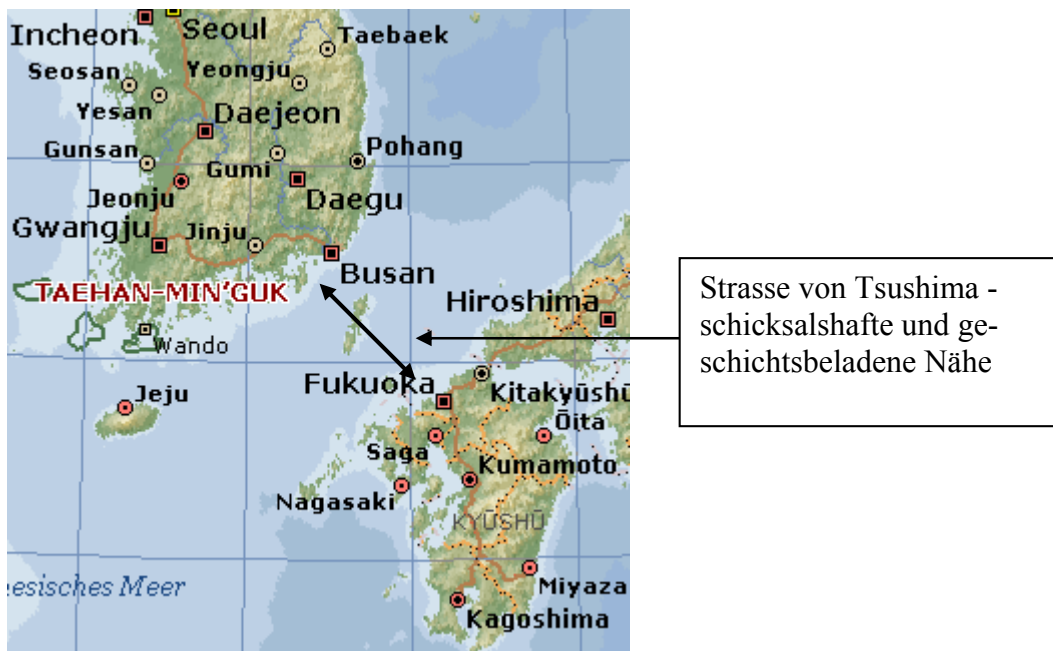 Incheon
Seoul
Taebaek
Seosan
Yeongju
Yesan
Daejeon
Gunsan
Pohang
Gumi
Jeonju
Daegu
Gwangju
Jinju
Busan
TAEHAN-MIN'GUK
Hiroshima
Wando
Strasse von Tsushima -
schicksalshafte und ge-
schichtsbeladene Nähe
Jeju
Fukuoka
Kitakyūshū
Ōita
Saga
Kumamoto
Nagasaki
KYŪSHŪ
esisches Meer
Miyaza
Kagoshima